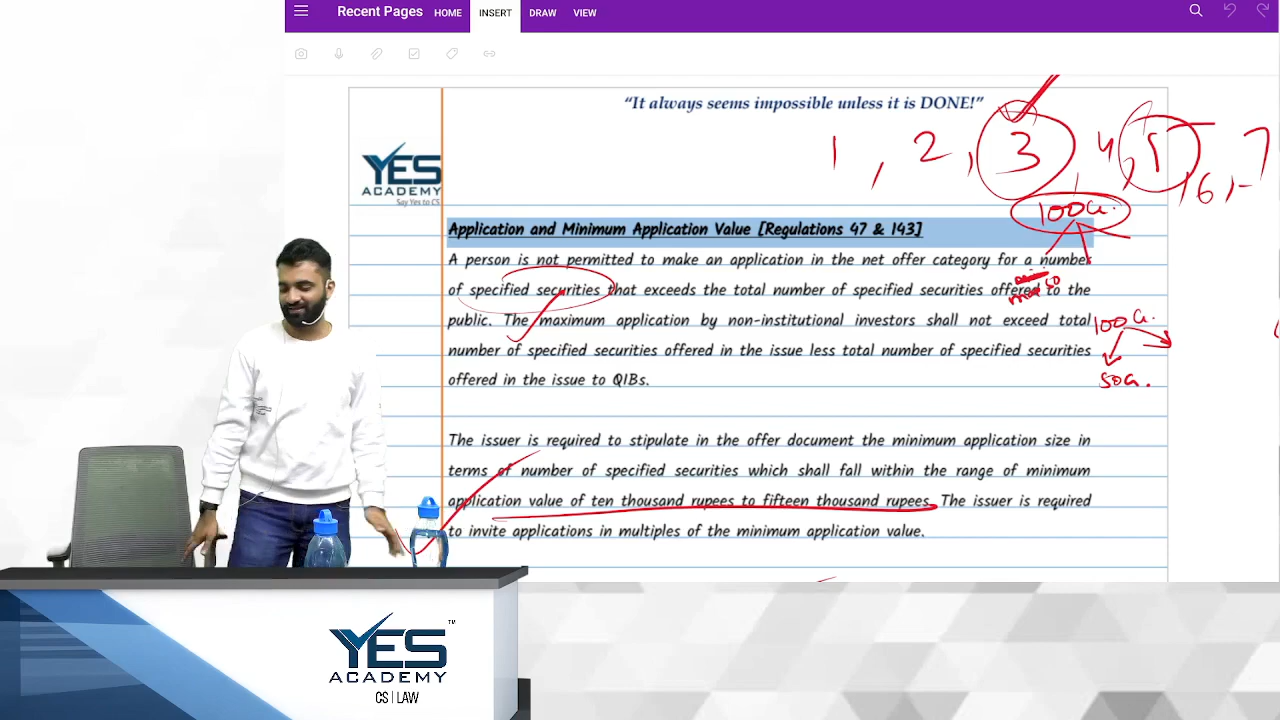 Recent Pages HOME INSERT DRAW VIEW
“It always seems impossible unless it is DONE!”
1, 2, 3, 4, 5, 6, 7
YES
ACADEMY
Say Yes to CS
100Cr.
Application and Minimum Application Value [Regulations 47 & 143]
A person is not permitted to make an application in the net offer category for a number
of specified securities that exceeds the total number of specified securities offered to the
50
public. The maximum application by non-institutional investors shall not exceed total
100Cr.
number of specified securities offered in the issue less total number of specified securities
offered in the issue to QIBs.
50Cr.
The issuer is required to stipulate in the offer document the minimum application size in
terms of number of specified securities which shall fall within the range of minimum
application value of ten thousand rupees to fifteen thousand rupees. The issuer is required
to invite applications in multiples of the minimum application value.
YES™
ACADEMY
CS|LAW